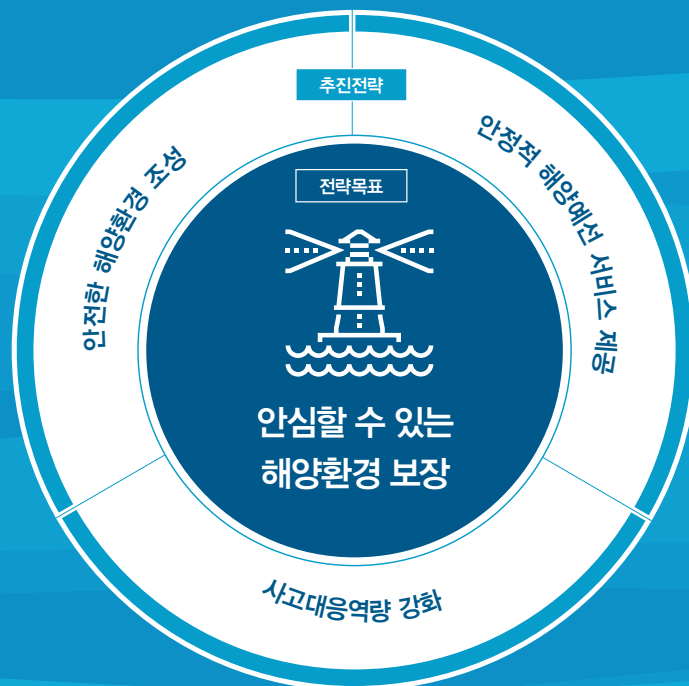 추진전략
안전한 해양환경 조성
안정적 해양예선 서비스 제공
전략목표
안심할 수 있는
해양환경 보장
사고대응역량 강화